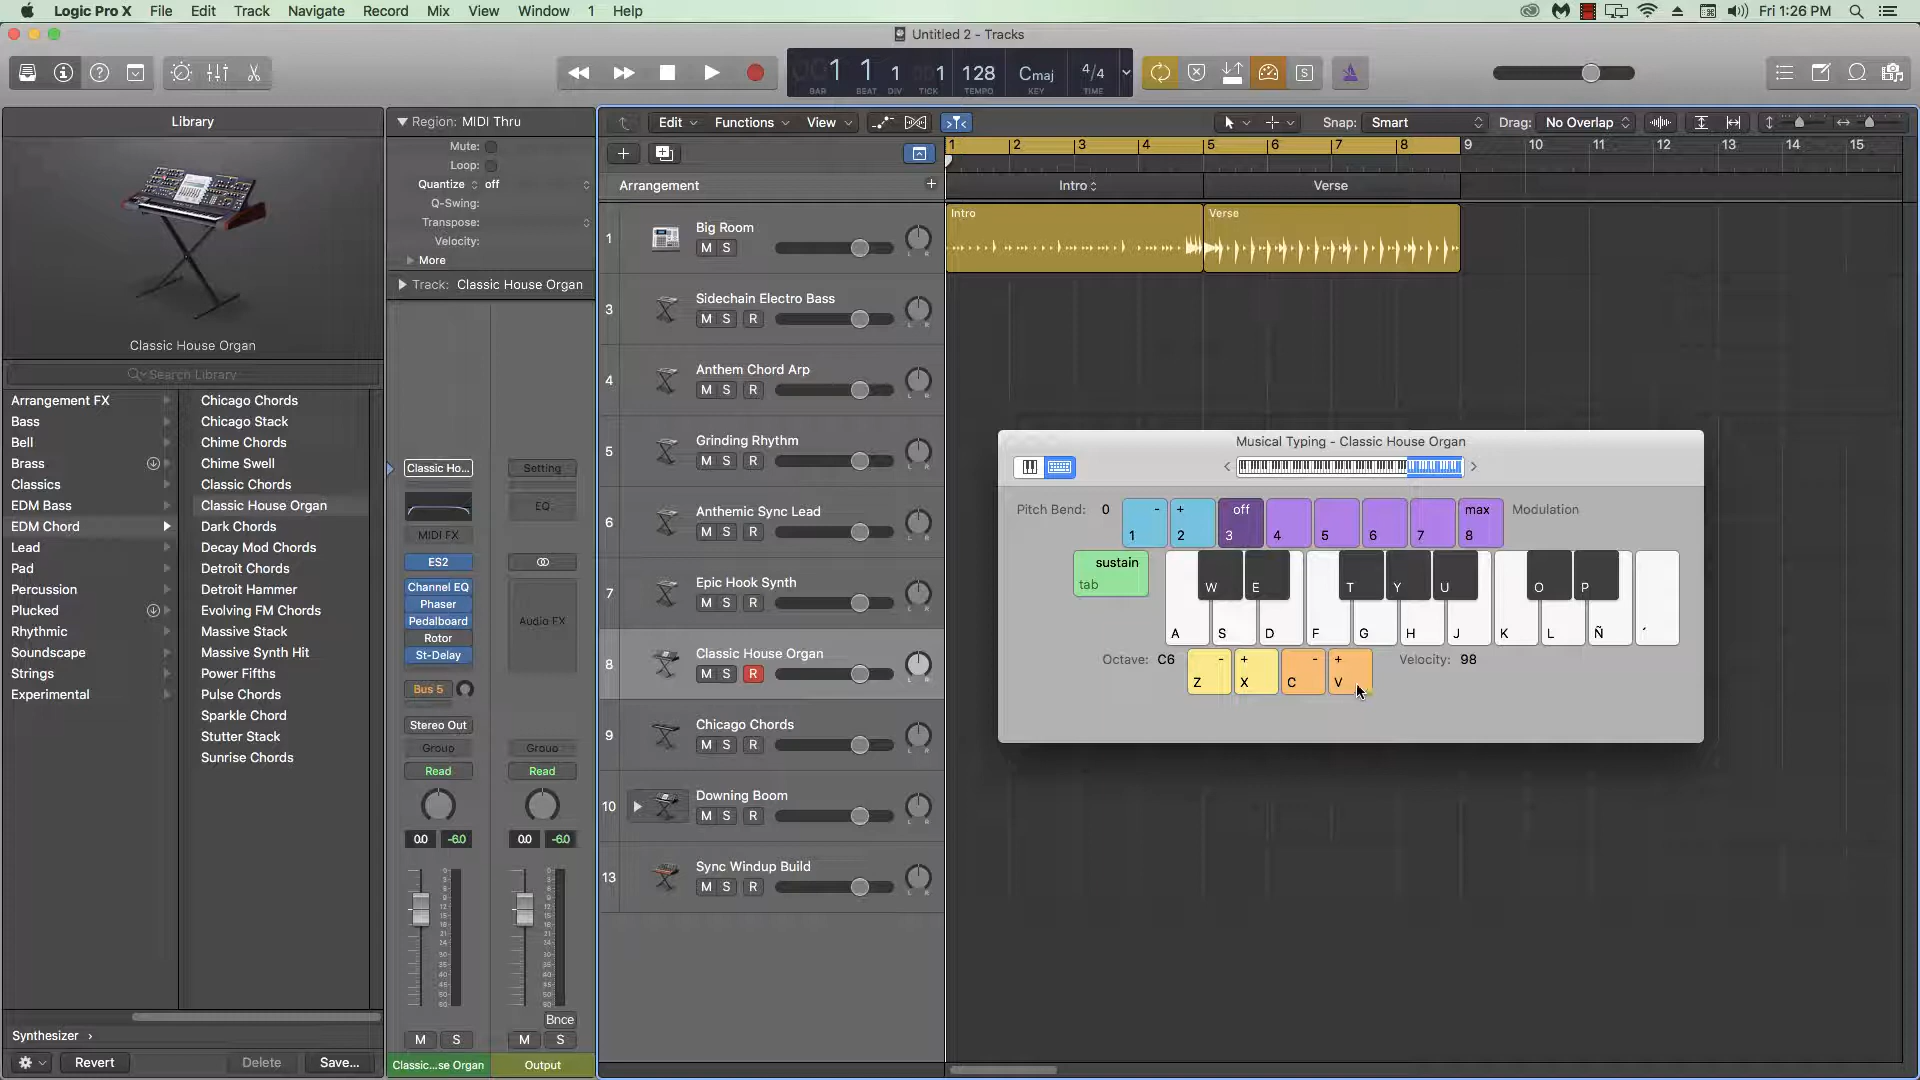 Logic Pro X File Edit Track Navigate Record Mix View Window 1 Help
Fri 1:26 PM
Untitled 2 - Tracks
1 1 1 1 128 Cmaj 4/4
BAR BEAT DIV TICK TEMPO KEY TIME
S
Library
Classic House Organ
Search Library
Arrangement FX
Bass
Bell
Brass
Classics
EDM Bass
EDM Chord
Lead
Pad
Percussion
Plucked
Rhythmic
Soundscape
Strings
Experimental
Chicago Chords
Chicago Stack
Chime Chords
Chime Swell
Classic Chords
Classic House Organ
Dark Chords
Decay Mod Chords
Detroit Chords
Detroit Hammer
Evolving FM Chords
Massive Stack
Massive Synth Hit
Power Fifths
Pulse Chords
Sparkle Chord
Stutter Stack
Sunrise Chords
Synthesizer
Revert Delete Save...
Region: MIDI Thru
Mute:
Loop:
Quantize off
Q-Swing:
Transpose:
Velocity:
More
Track: Classic House Organ
Classic Ho...
MIDI FX
ES2
Channel EQ
Phaser
Pedalboard
Rotor
St-Delay
Bus 5
Stereo Out
Group
Read
0.0 -6.0
M S
Classic...se Organ
Setting
EQ
Audio FX
Group
Read
0.0 -6.0
Bnce
M S
Output
Edit Functions View
Snap: Smart Drag: No Overlap
1 2 3 4 5 6 7 8 9 10 11 12 13 14 15
Arrangement
Intro Verse
Intro Verse
1 Big Room
M S
3 Sidechain Electro Bass
M S R
4 Anthem Chord Arp
M S R
5 Grinding Rhythm
M S R
6 Anthemic Sync Lead
M S R
7 Epic Hook Synth
M S R
8 Classic House Organ
M S R
9 Chicago Chords
M S R
10 Downing Boom
M S R
13 Sync Windup Build
M S R
Musical Typing - Classic House Organ
Pitch Bend: 0 - + off max Modulation
1 2 3 4 5 6 7 8
sustain
tab
W E T Y U O P
A S D F G H J K L Ñ ´
Octave: C6 - + - + Velocity: 98
Z X C V